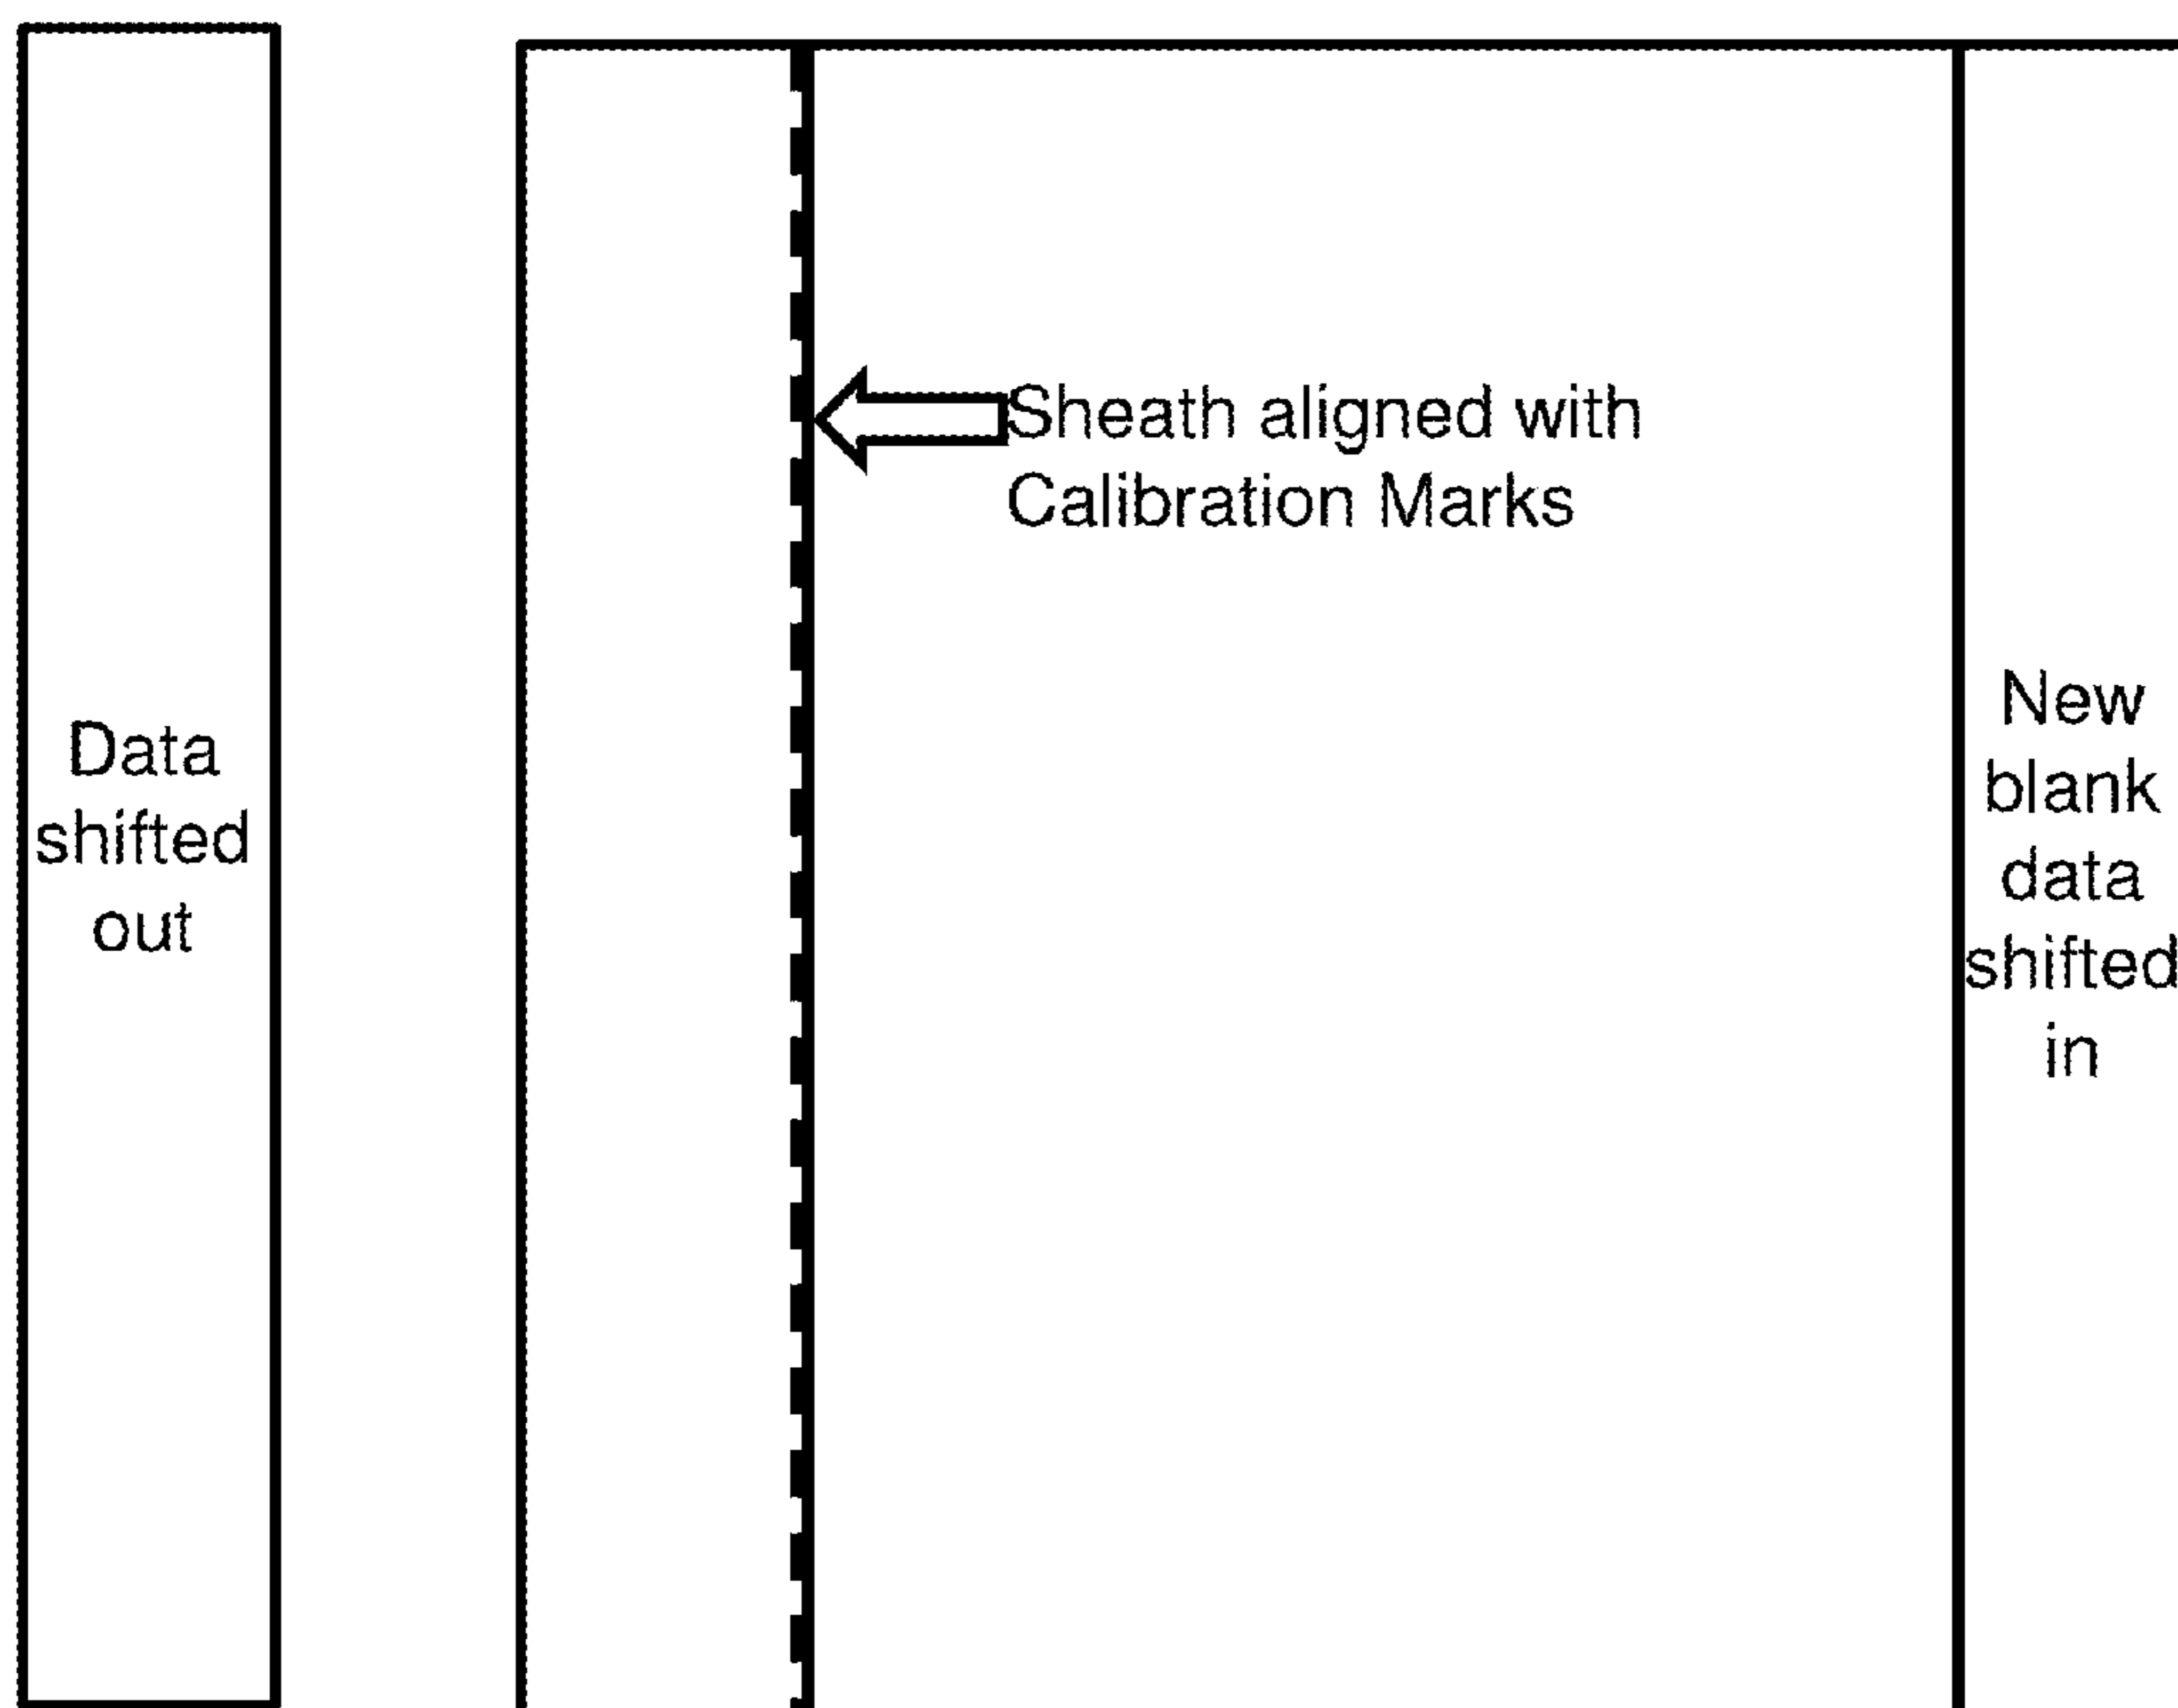 Sheath aligned with
Calibration Marks
Data
shifted
out
New
blank
data
shifted
in